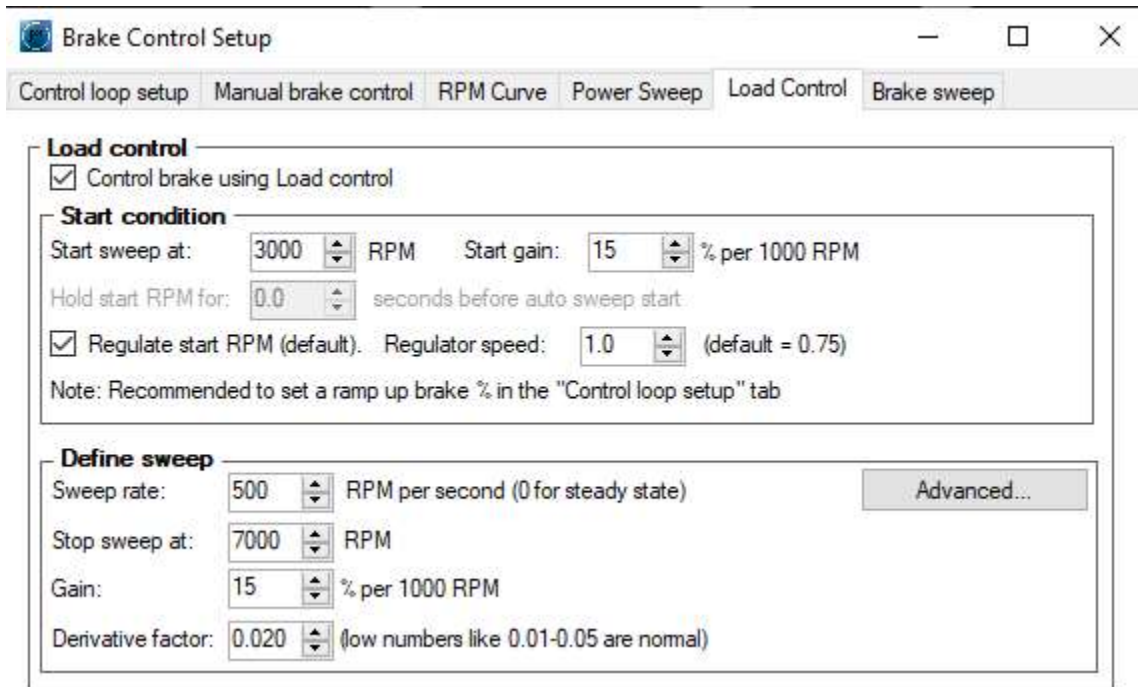 Brake Control Setup
Control loop setup Manual brake control RPM Curve Power Sweep Load Control Brake sweep
Load control
Control brake using Load control
Start condition
Start sweep at: 3000 RPM Start gain: 15 % per 1000 RPM
Hold start RPM for: 0.0 seconds before auto sweep start
Regulate start RPM (default). Regulator speed: 1.0 (default = 0.75)
Note: Recommended to set a ramp up brake % in the "Control loop setup" tab
Define sweep
Sweep rate: 500 RPM per second (0 for steady state) Advanced...
Stop sweep at: 7000 RPM
Gain: 15 % per 1000 RPM
Derivative factor: 0.020 (low numbers like 0.01-0.05 are normal)